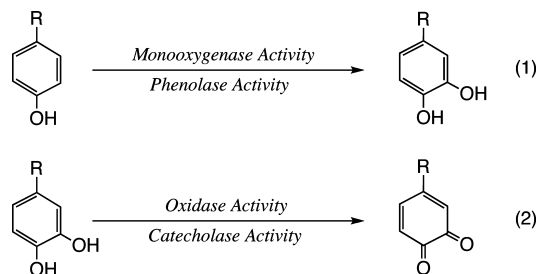 R
Monooxygenase Activity
Phenolase Activity
OH
R
OH
OH
(1)
R
Oxidase Activity
Catecholase Activity
OH
OH
R
O
O
(2)